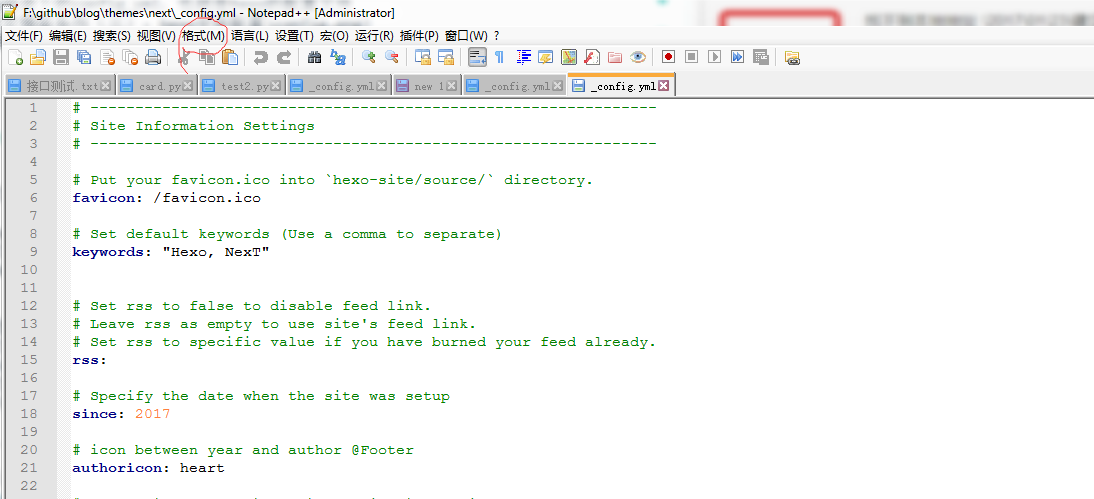 F:\github\blog\themes\next\_config.yml - Notepad++ [Administrator]
文件(F) 编辑(E) 搜索(S) 视图(V) 格式(M) 语言(L) 设置(T) 宏(O) 运行(R) 插件(P) 窗口(W) ?
接口测试.txt card.py test2.py _config.yml new 1 _config.yml _config.yml
1 # ---------------------------------------------------------------
2 # Site Information Settings
3 # ---------------------------------------------------------------
4
5 # Put your favicon.ico into `hexo-site/source/` directory.
6 favicon: /favicon.ico
7
8 # Set default keywords (Use a comma to separate)
9 keywords: "Hexo, NexT"
10
11
12 # Set rss to false to disable feed link.
13 # Leave rss as empty to use site's feed link.
14 # Set rss to specific value if you have burned your feed already.
15 rss:
16
17 # Specify the date when the site was setup
18 since: 2017
19
20 # icon between year and author @Footer
21 authoricon: heart
22